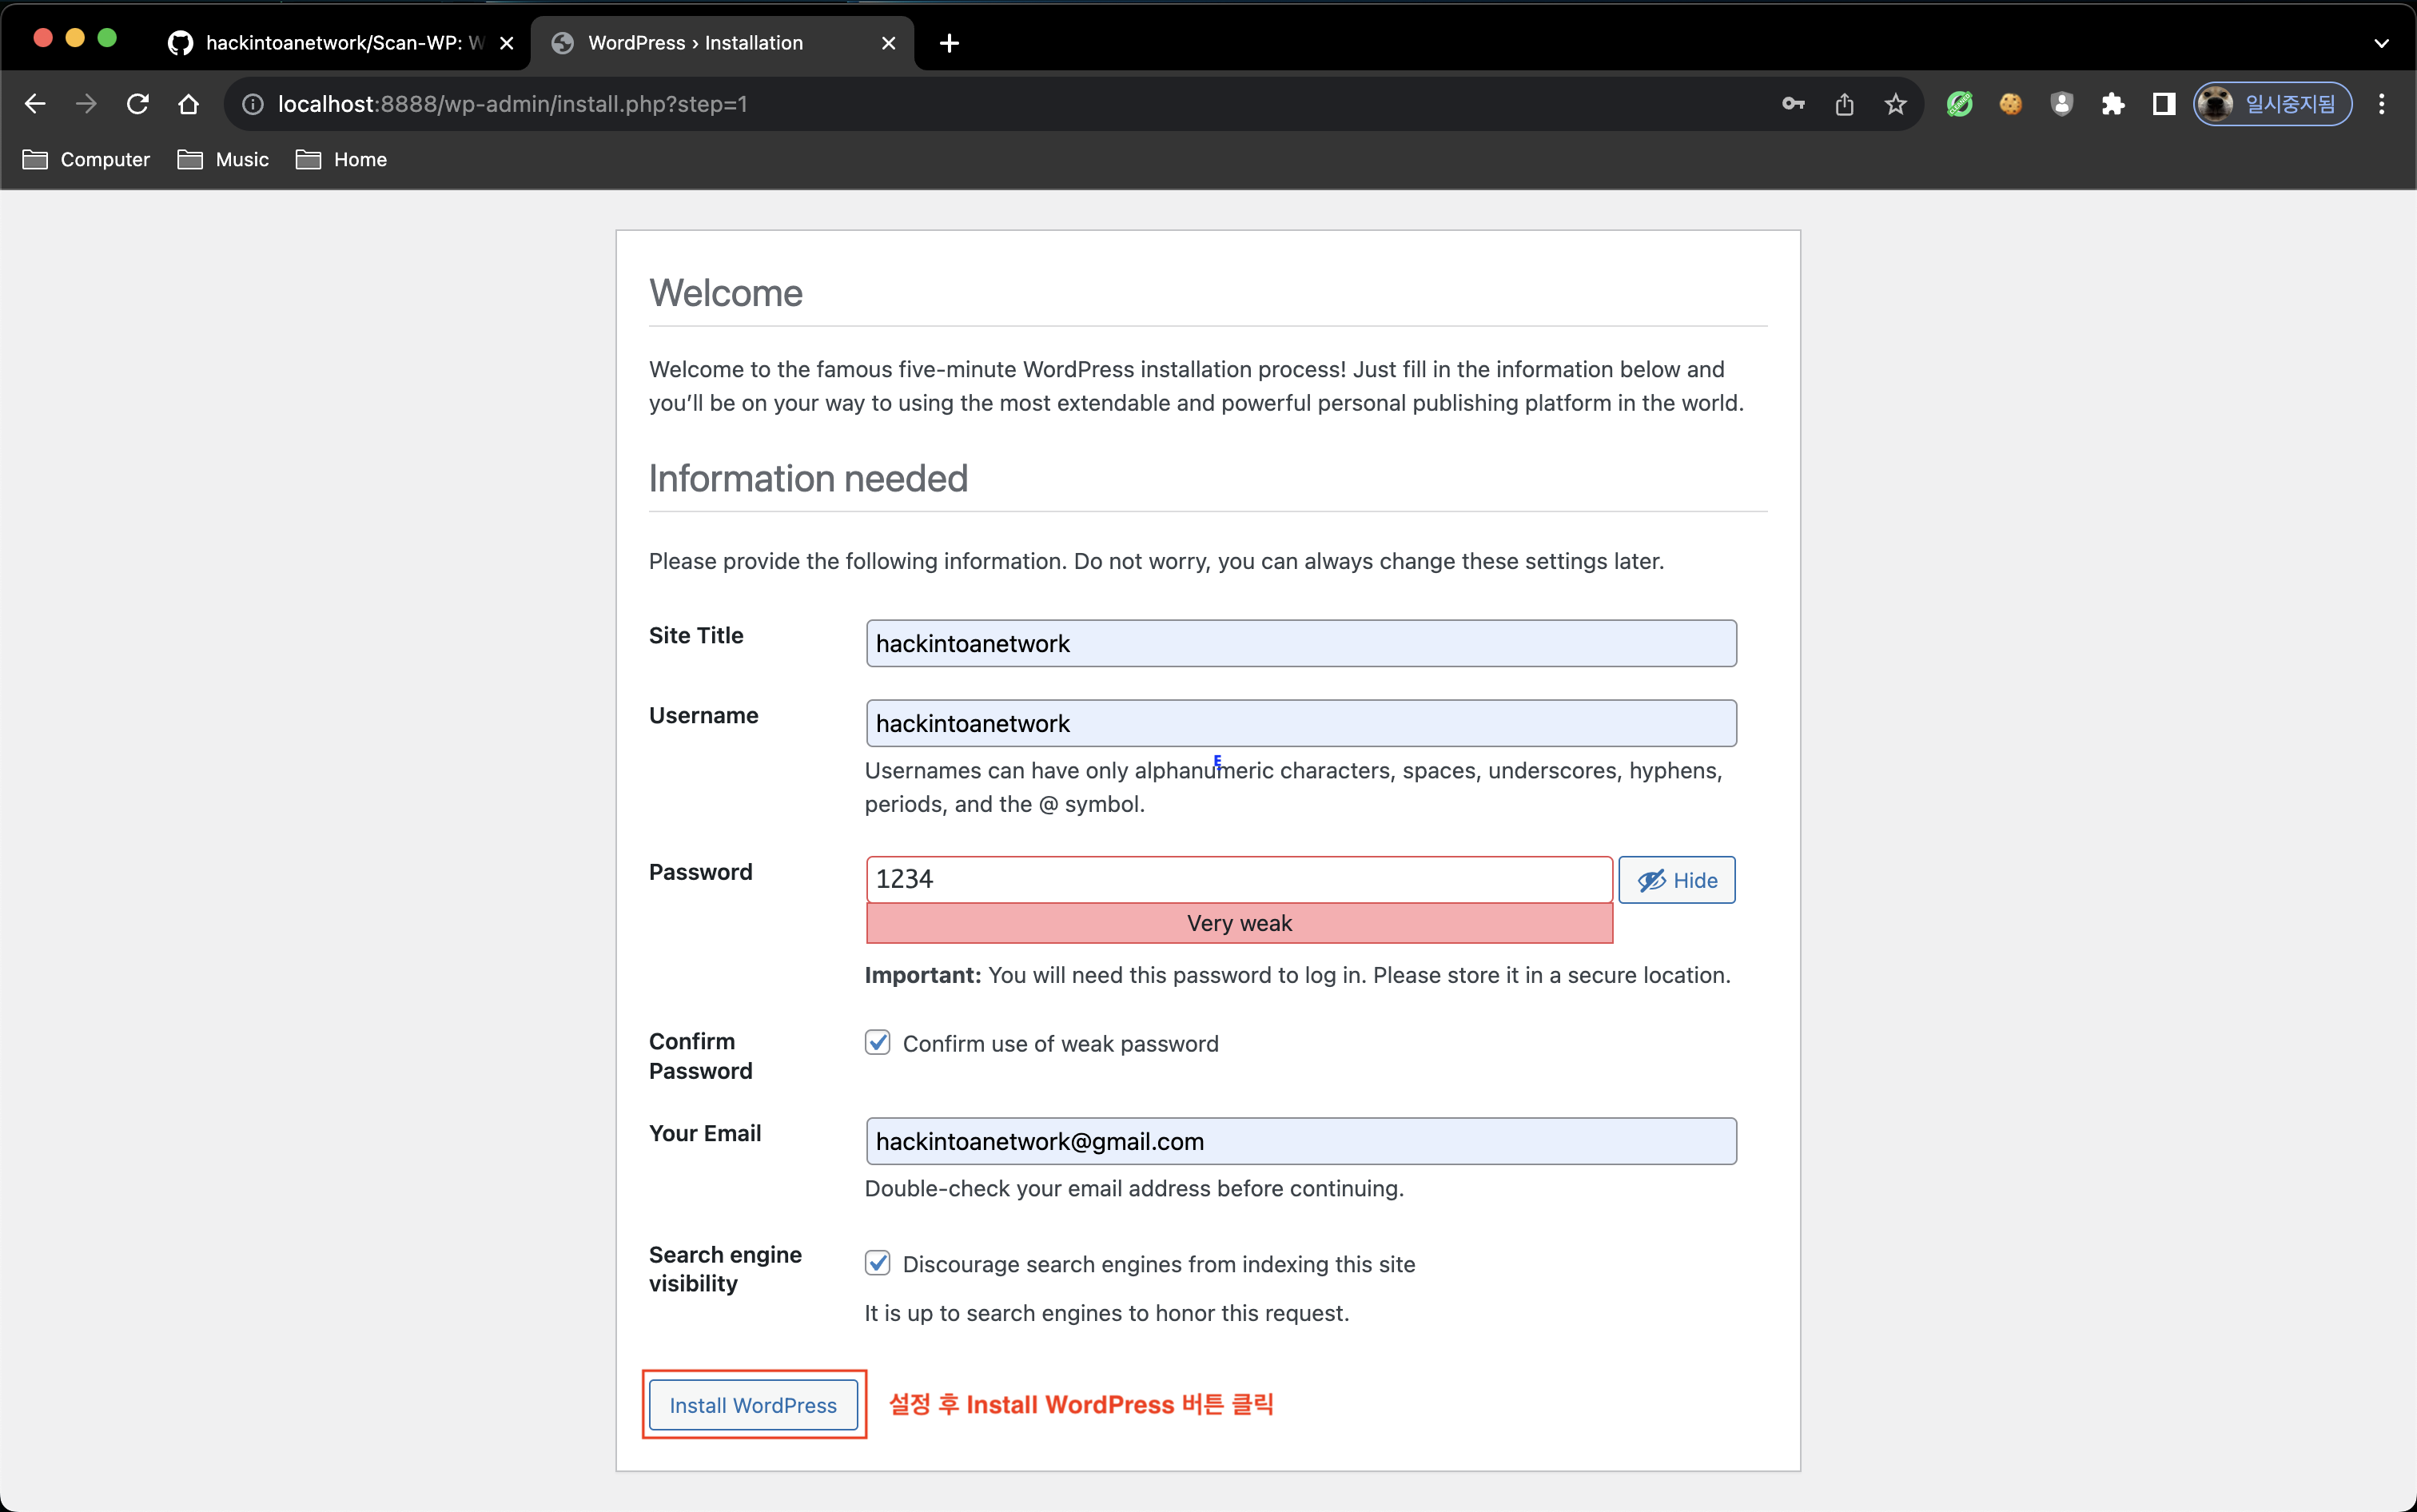 hackintoanetwork/Scan-WP: W
WordPress › Installation
localhost:8888/wp-admin/install.php?step=1
일시중지됨
Computer
Music
Home
Welcome
Welcome to the famous five-minute WordPress installation process! Just fill in the information below and
you’ll be on your way to using the most extendable and powerful personal publishing platform in the world.
Information needed
Please provide the following information. Do not worry, you can always change these settings later.
Site Title
hackintoanetwork
Username
hackintoanetwork
E
Usernames can have only alphanumeric characters, spaces, underscores, hyphens,
periods, and the @ symbol.
Password
1234
Hide
Very weak
Important: You will need this password to log in. Please store it in a secure location.
Confirm
Password
Confirm use of weak password
Your Email
hackintoanetwork@gmail.com
Double-check your email address before continuing.
Search engine
visibility
Discourage search engines from indexing this site
It is up to search engines to honor this request.
Install WordPress
설정 후 Install WordPress 버튼 클릭